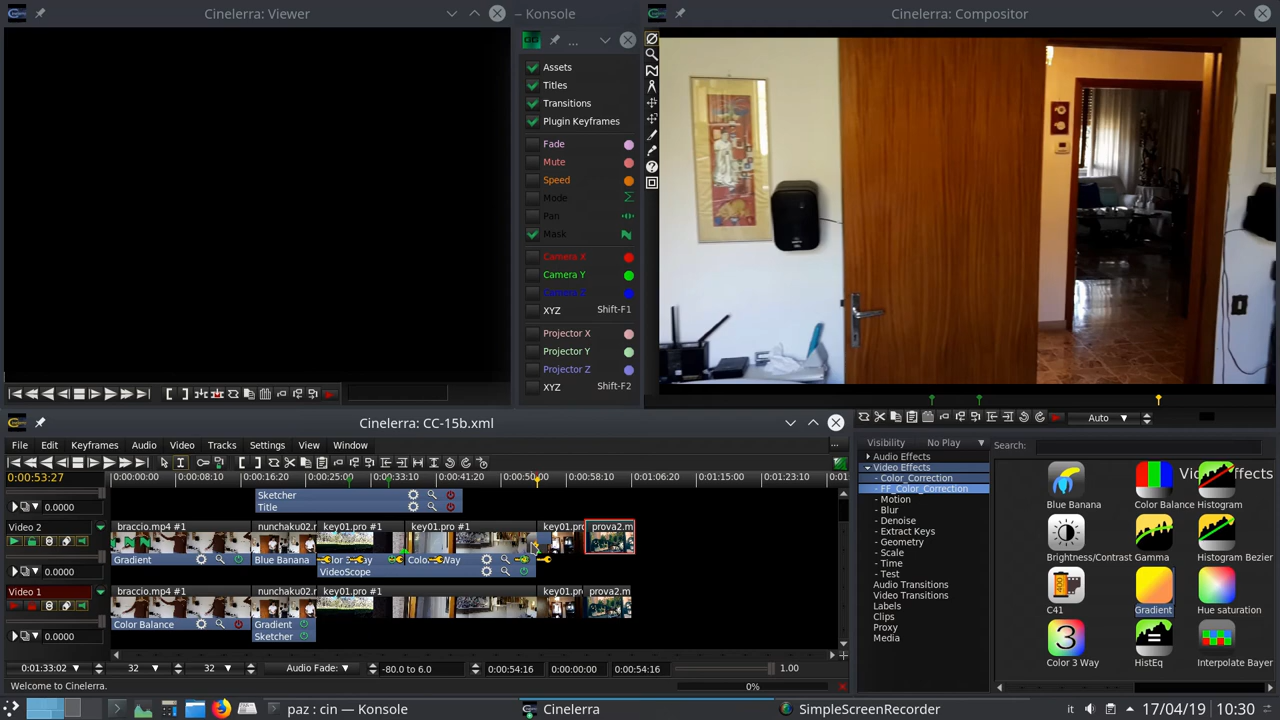 Cinelerra: Viewer
– Konsole
Cinelerra: Compositor
...
Assets
Titles
Transitions
Plugin Keyframes
Fade
Mute
Speed
Mode
Pan
Mask
Camera X
Camera Y
Camera Z
XYZ Shift-F1
Projector X
Projector Y
Projector Z
XYZ Shift-F2
Cinelerra: CC-15b.xml
File Edit Keyframes Audio Video Tracks Settings View Window ...
Auto
0:00:53:27
0:00:00:00 0:00:08:10 0:00:16:20 0:00:25:00 0:00:33:10 0:00:41:20 0:00:50:00 0:00:58:10 0:01:06:20 0:01:15:00 0:01:23:10
0.0000
Sketcher
Title
Video 2
braccio.mp4 #1 nunchaku02. key01.pro #1 key01.pro #1 key01.pr prova2.m
Gradient Blue Banana
VideoScope
0.0000
Video 1
braccio.mp4 #1 nunchaku02. key01.pro #1 key01.pr prova2.m
Color Balance Gradient
Sketcher
0.0000
0:01:33:02 32 32 Audio Fade: -80.0 to 6.0 0:00:54:16 0:00:00:00 0:00:54:16 1.00
Welcome to Cinelerra. 0%
Visibility No Play Search:
Audio Effects
Video Effects
- Color_Correction
- FF_Color_Correction
- Motion
- Blur
- Denoise
- Extract Keys
- Geometry
- Scale
- Time
- Test
Audio Transitions
Video Transitions
Labels
Clips
Proxy
Media
Blue Banana Color Balance Histogram
Brightness/Contrast Gamma Histogram Bezier
C41 Gradient Hue saturation
Color 3 Way HistEq Interpolate Bayer
paz : cin — Konsole Cinelerra SimpleScreenRecorder it 17/04/19 10:30